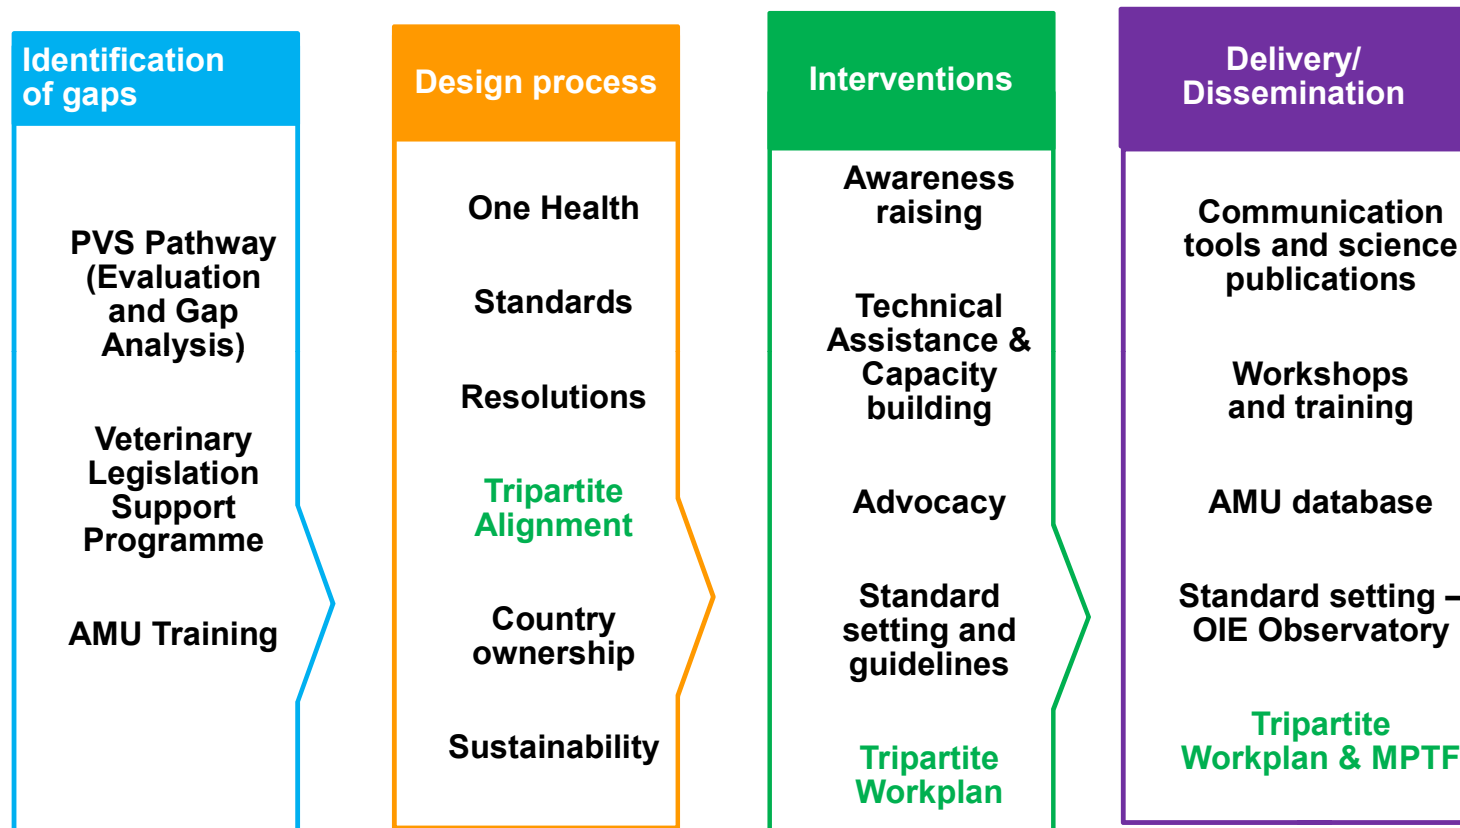 Identification
of gaps
PVS Pathway
(Evaluation
and Gap
Analysis)
Veterinary
Legislation
Support
Programme
AMU Training
Design process
One Health
Standards
Resolutions
Tripartite
Alignment
Country
ownership
Sustainability
Interventions
Awareness
raising
Technical
Assistance &
Capacity
building
Advocacy
Standard
setting and
guidelines
Tripartite
Workplan
Delivery/
Dissemination
Communication
tools and science
publications
Workshops
and training
AMU database
Standard setting –
OIE Observatory
Tripartite
Workplan & MPTF